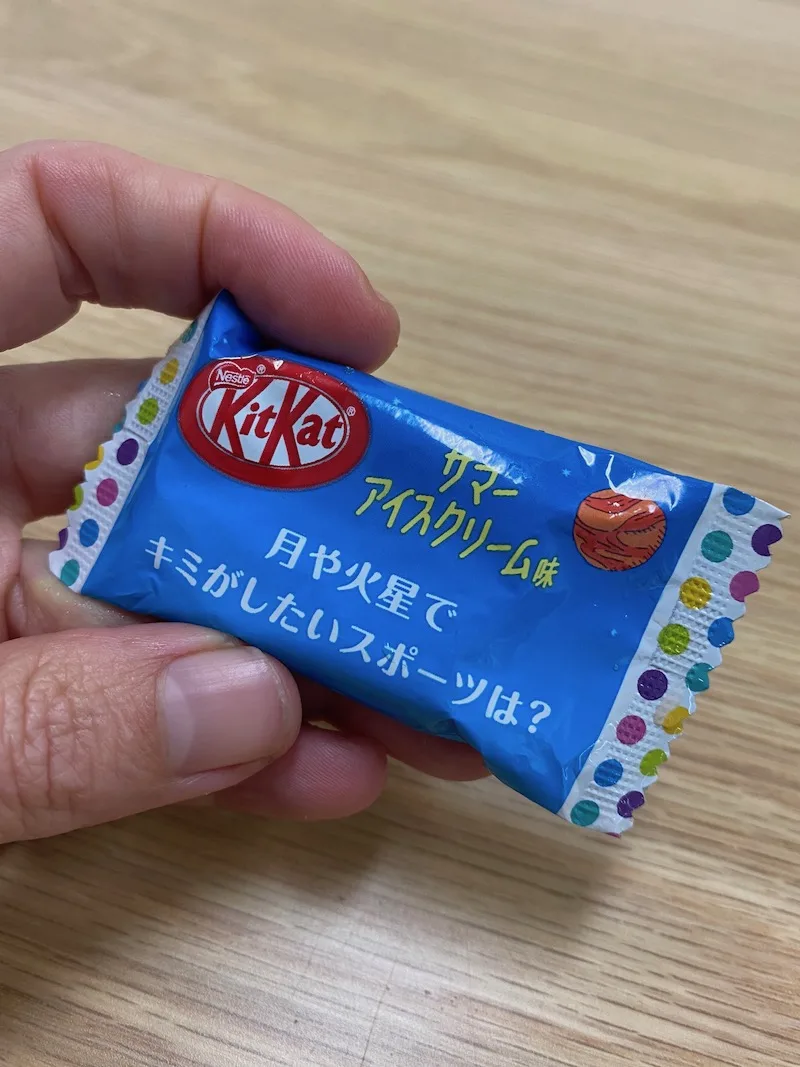 Nestlé®
KitKat®
サマー
アイスクリーム味
月や火星で
キミがしたいスポーツは?